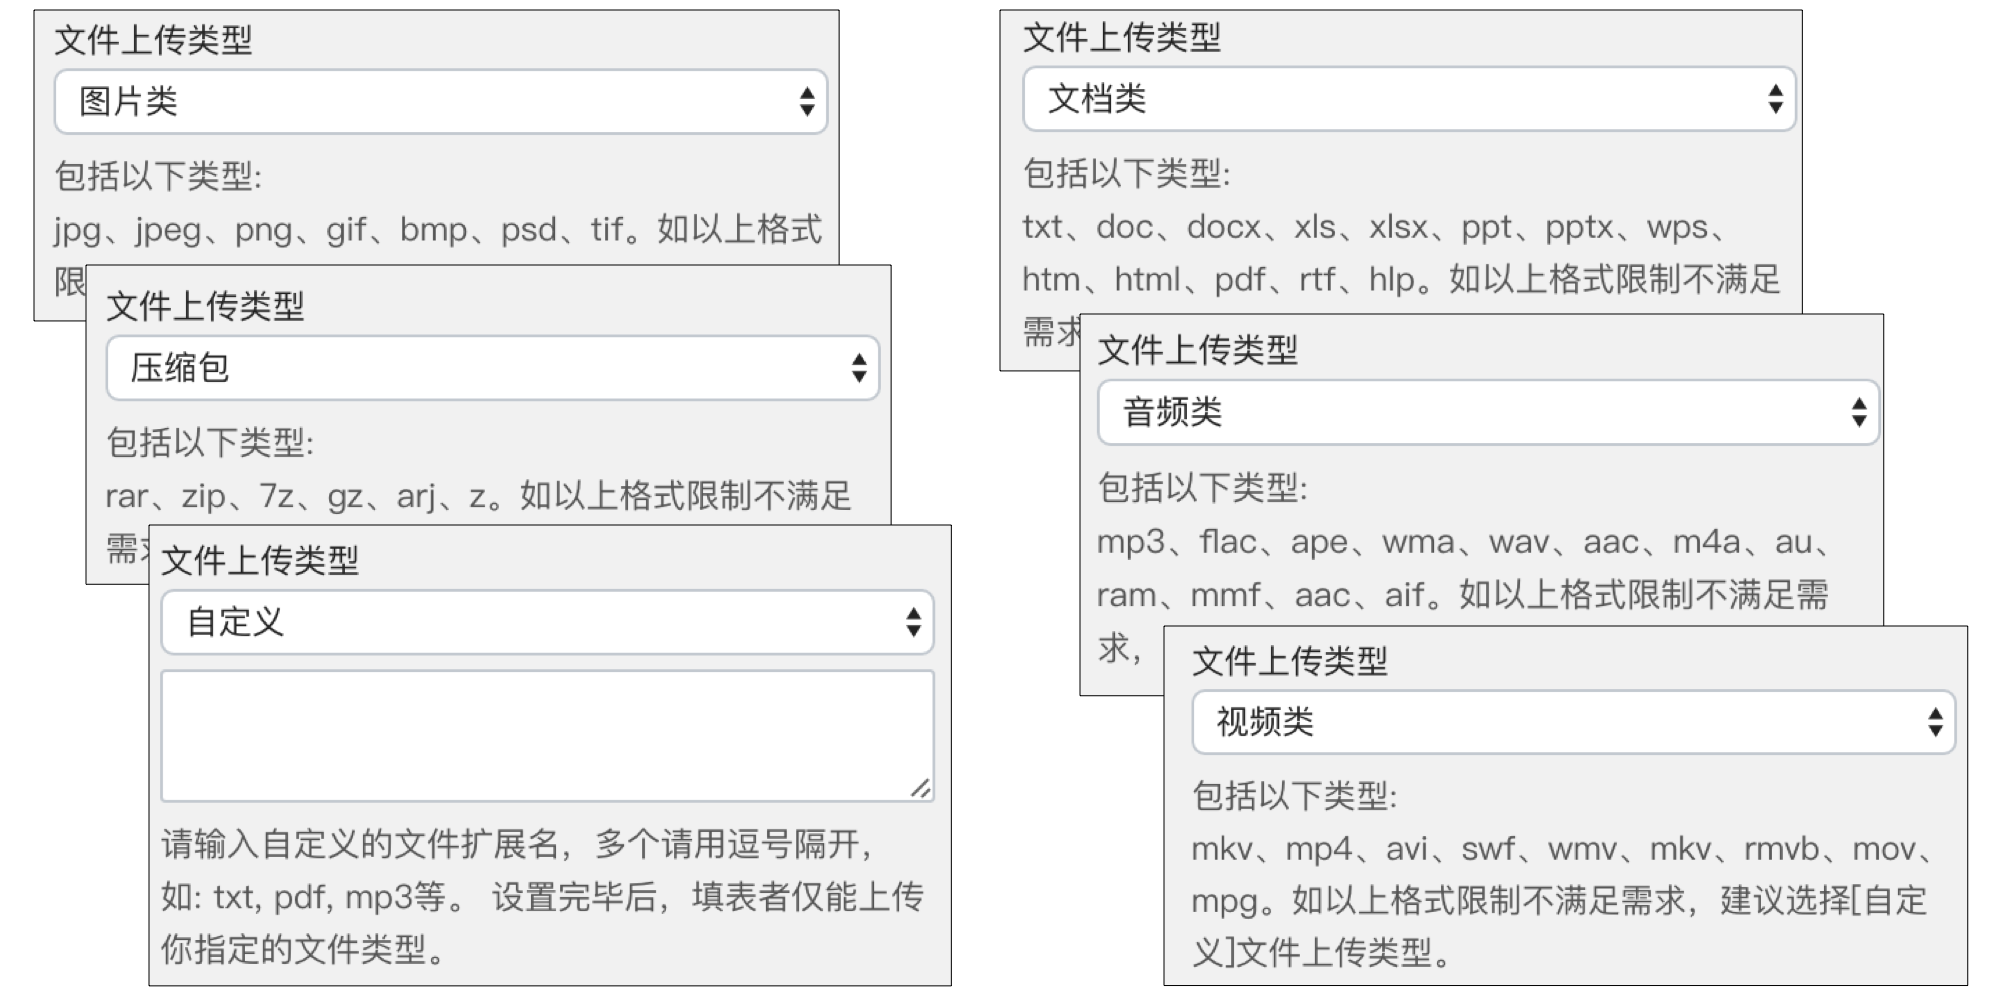 文件上传类型
图片类
包括以下类型:
jpg、jpeg、png、gif、bmp、psd、tif。如以上格式
限
文件上传类型
压缩包
包括以下类型:
rar、zip、7z、gz、arj、z。如以上格式限制不满足
需
文件上传类型
自定义
请输入自定义的文件扩展名，多个请用逗号隔开，
如: txt, pdf, mp3等。 设置完毕后，填表者仅能上传
你指定的文件类型。
文件上传类型
文档类
包括以下类型:
txt、doc、docx、xls、xlsx、ppt、pptx、wps、
htm、html、pdf、rtf、hlp。如以上格式限制不满足
需求
文件上传类型
音频类
包括以下类型:
mp3、flac、ape、wma、wav、aac、m4a、au、
ram、mmf、aac、aif。如以上格式限制不满足需
求，
文件上传类型
视频类
包括以下类型:
mkv、mp4、avi、swf、wmv、mkv、rmvb、mov、
mpg。如以上格式限制不满足需求，建议选择[自定
义]文件上传类型。